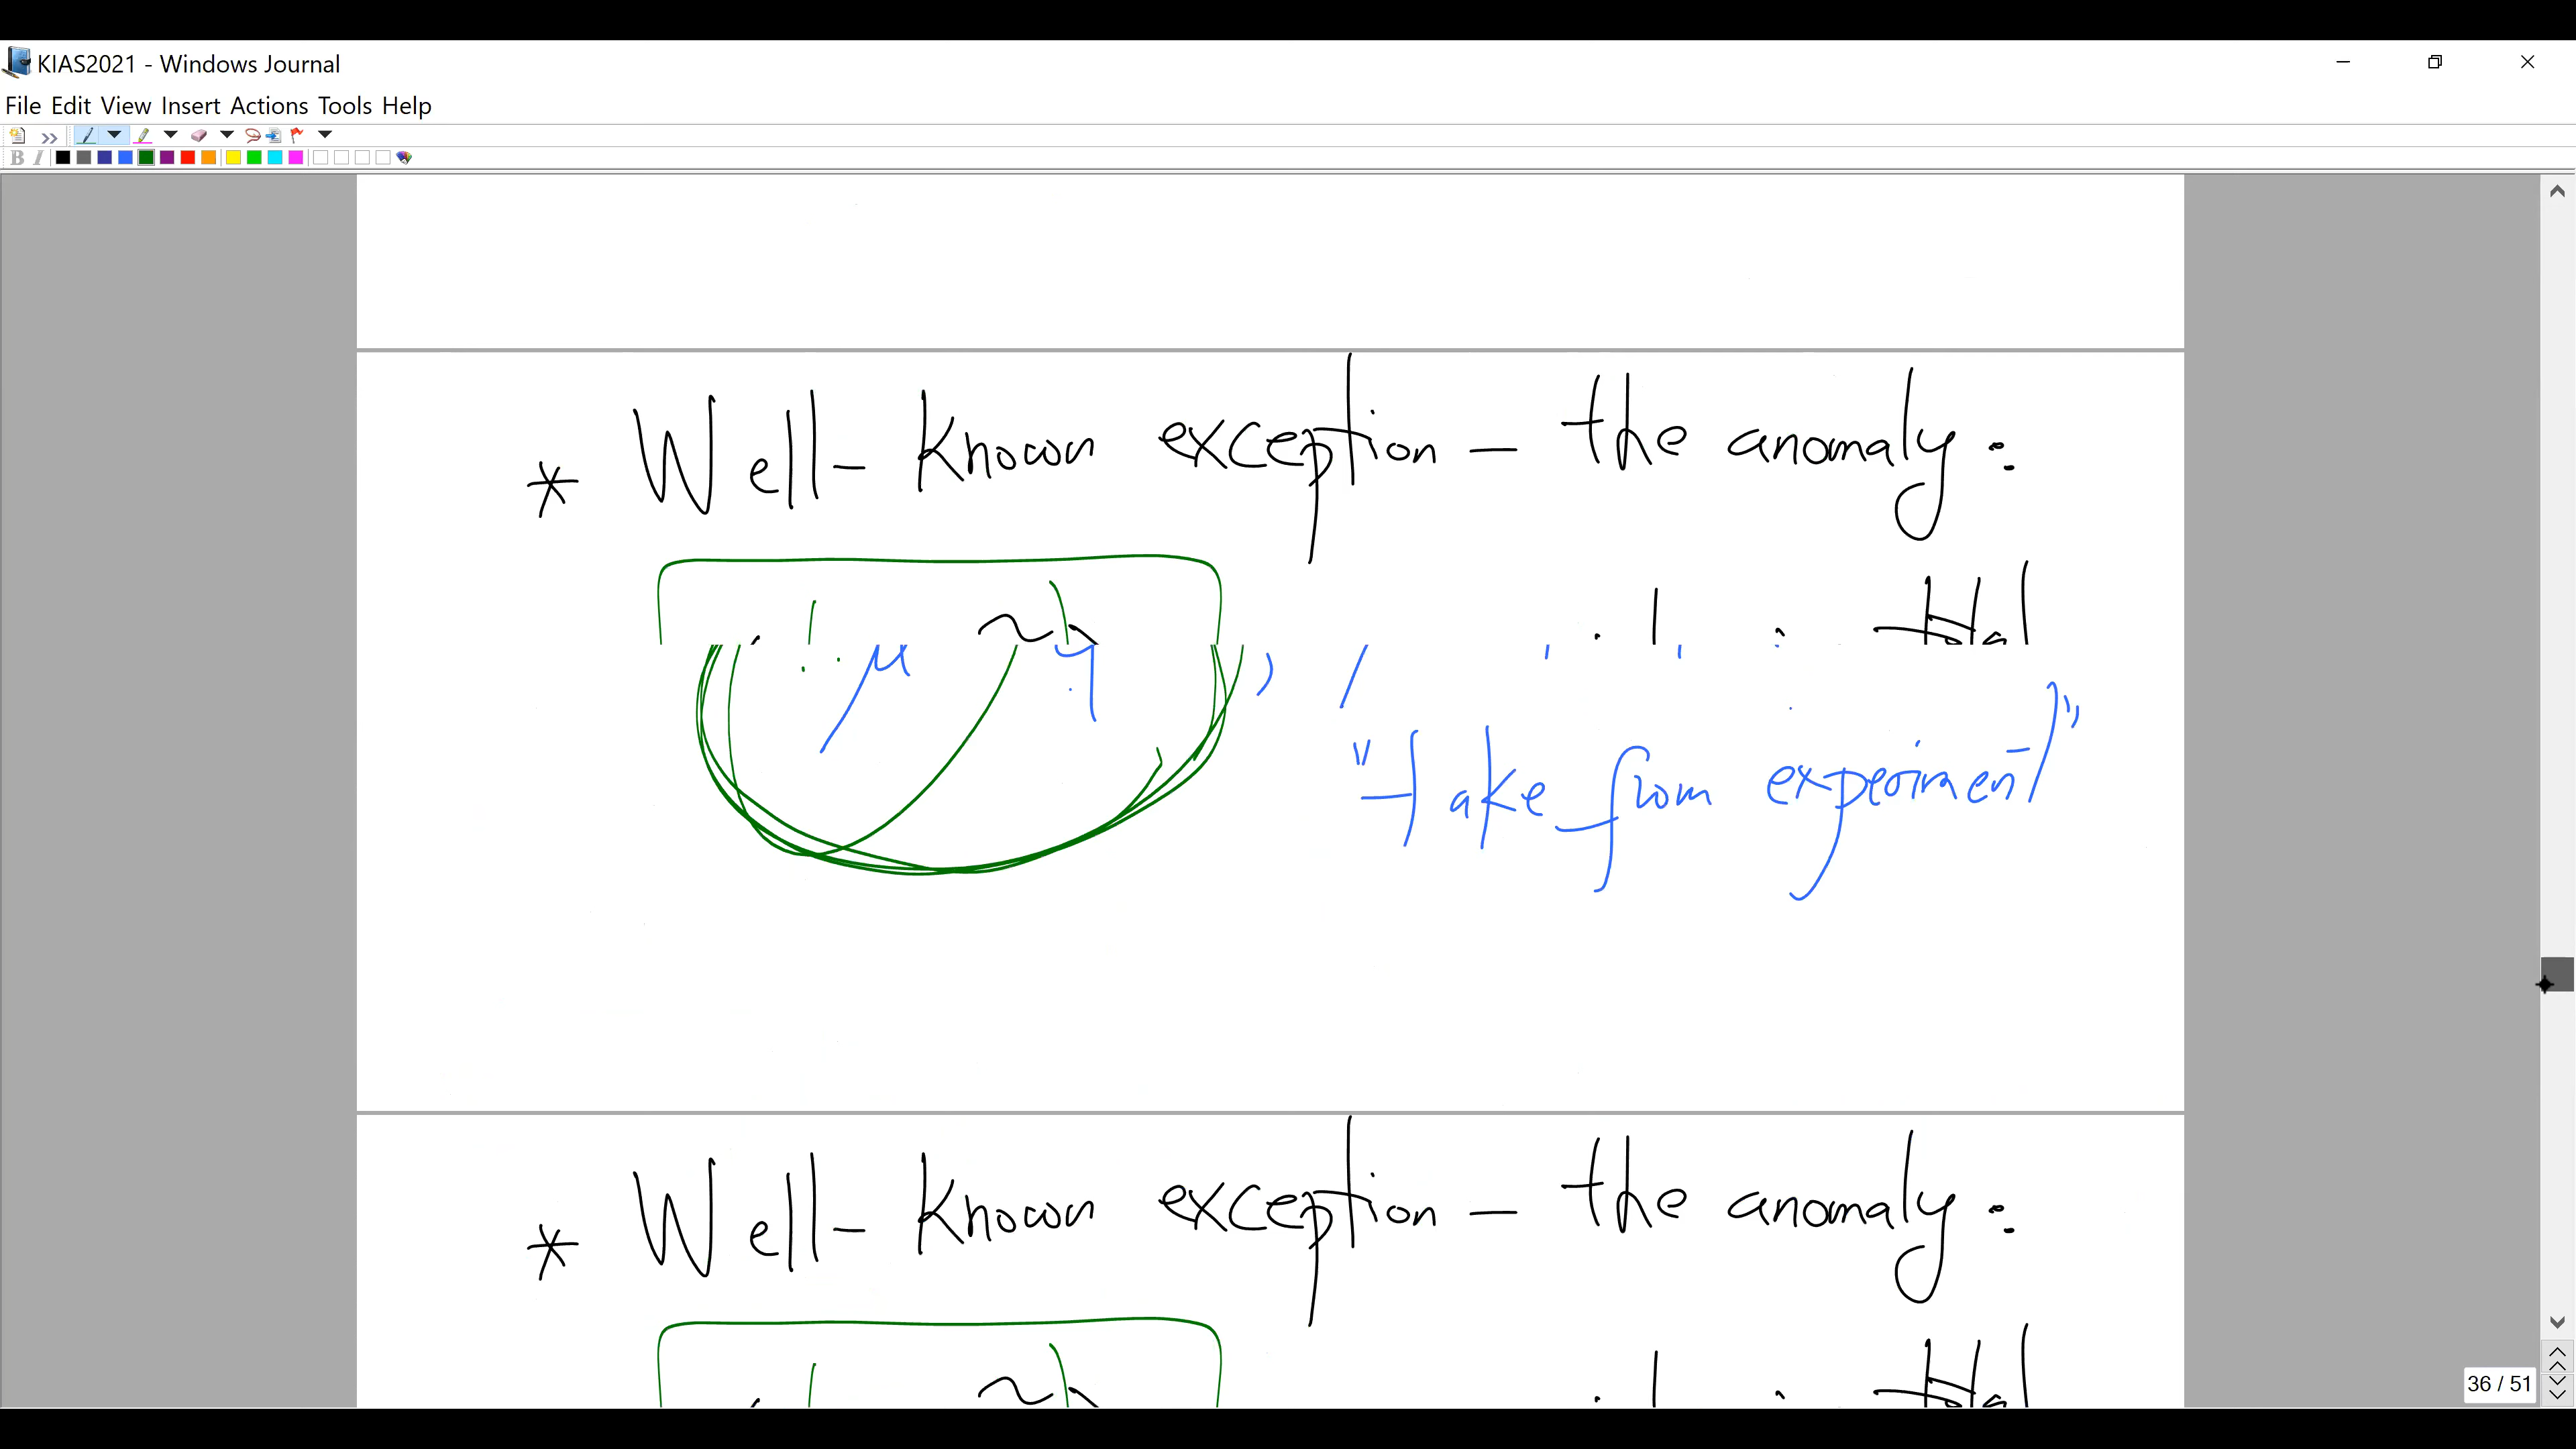 KIAS2021 - Windows Journal
File Edit View Insert Actions Tools Help
B I
* Well-known exception – the anomaly:
μ
"take from experiment"
* Well-known exception – the anomaly:
36 / 51